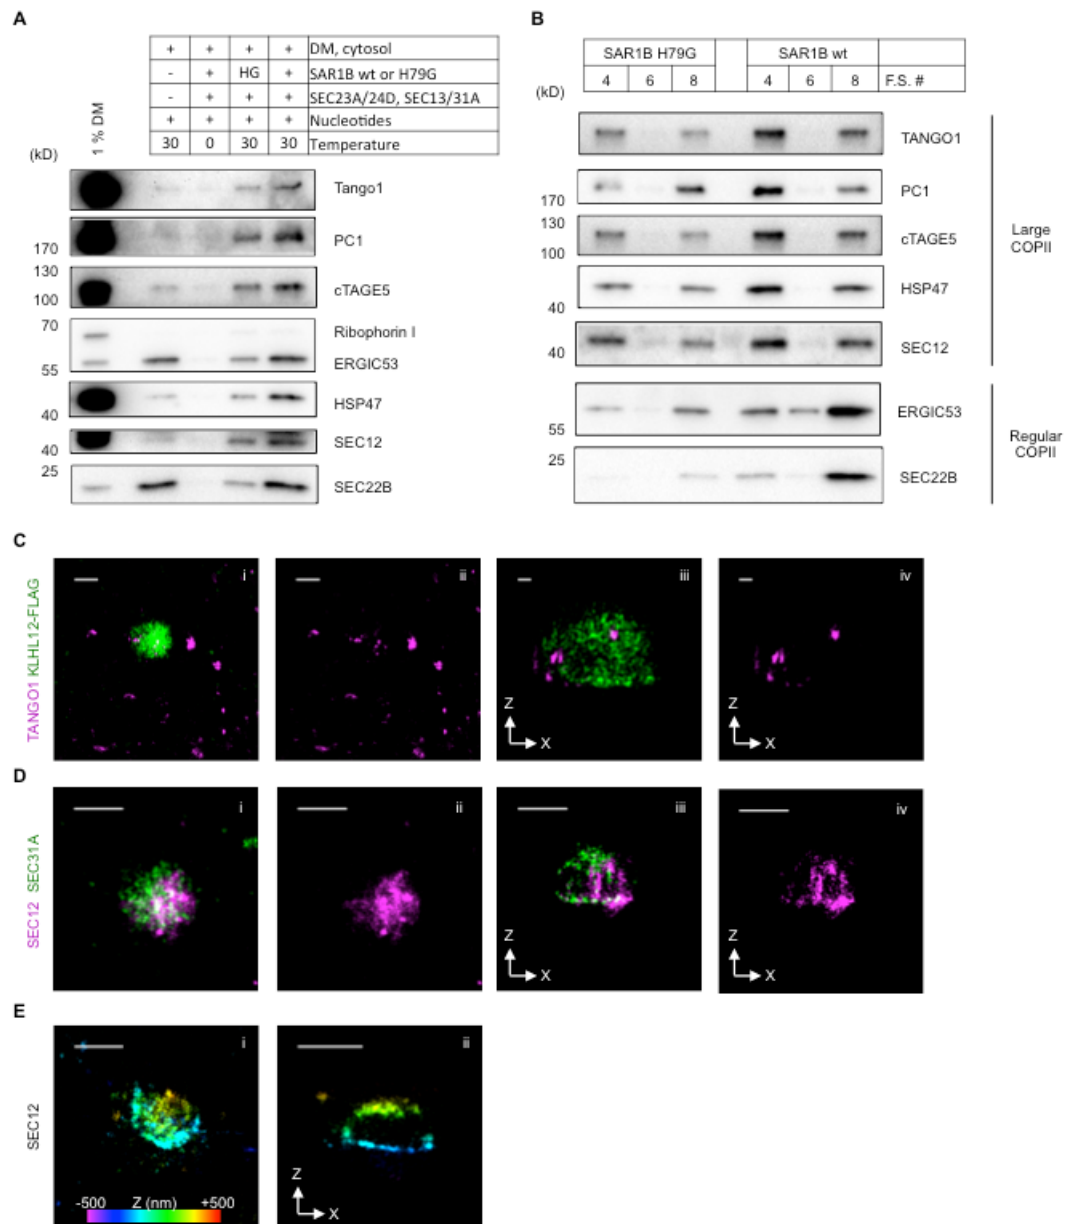 A
+ + + + DM, cytosol
- + HG + SAR1B wt or H79G
- + + + SEC23A/24D, SEC13/31A
+ + + + Nucleotides
30 0 30 30 Temperature
1 % DM
(kD)
Tango1
170
PC1
130
100
cTAGE5
70
55
Ribophorin I
ERGIC53
40
HSP47
40
SEC12
25
SEC22B
B
SAR1B H79G SAR1B wt
4 6 8 4 6 8 F.S. #
(kD)
TANGO1
170
PC1
130
100
cTAGE5
40
HSP47
40
SEC12
Large
COPII
55
ERGIC53
25
SEC22B
Regular
COPII
C
TANGO1 KLHL12-FLAG
i
ii
iii
Z
X
iv
Z
X
D
SEC12 SEC31A
i
ii
iii
Z
X
iv
Z
X
E
SEC12
i
-500 Z (nm) +500
ii
Z
X